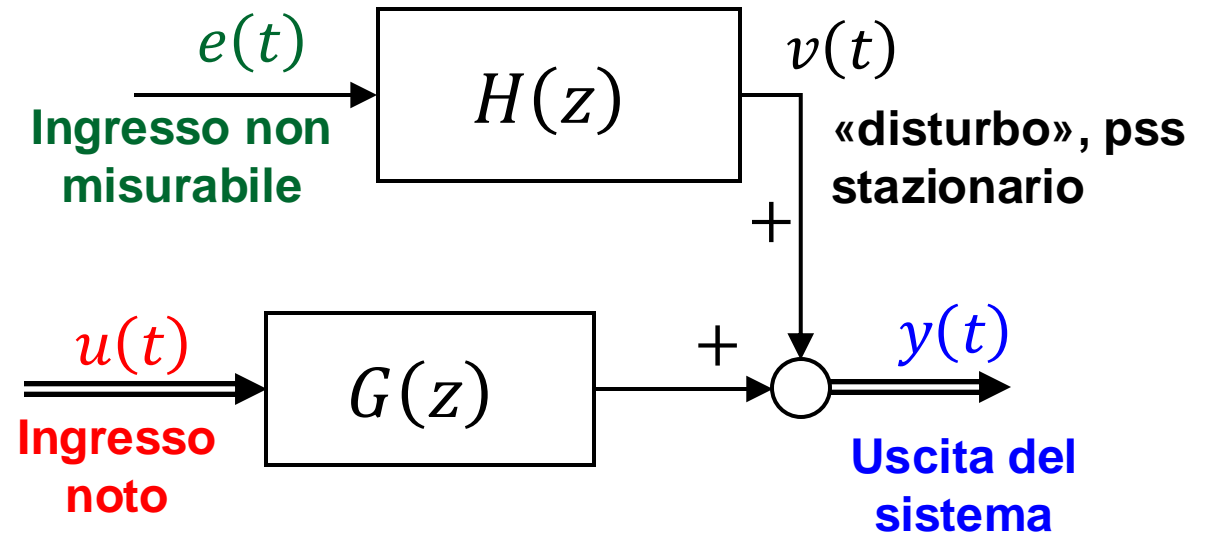 e(t)
Ingresso non
misurabile
H(z)
v(t)
«disturbo», pss
stazionario
+
u(t)
Ingresso
noto
G(z)
+
y(t)
Uscita del
sistema